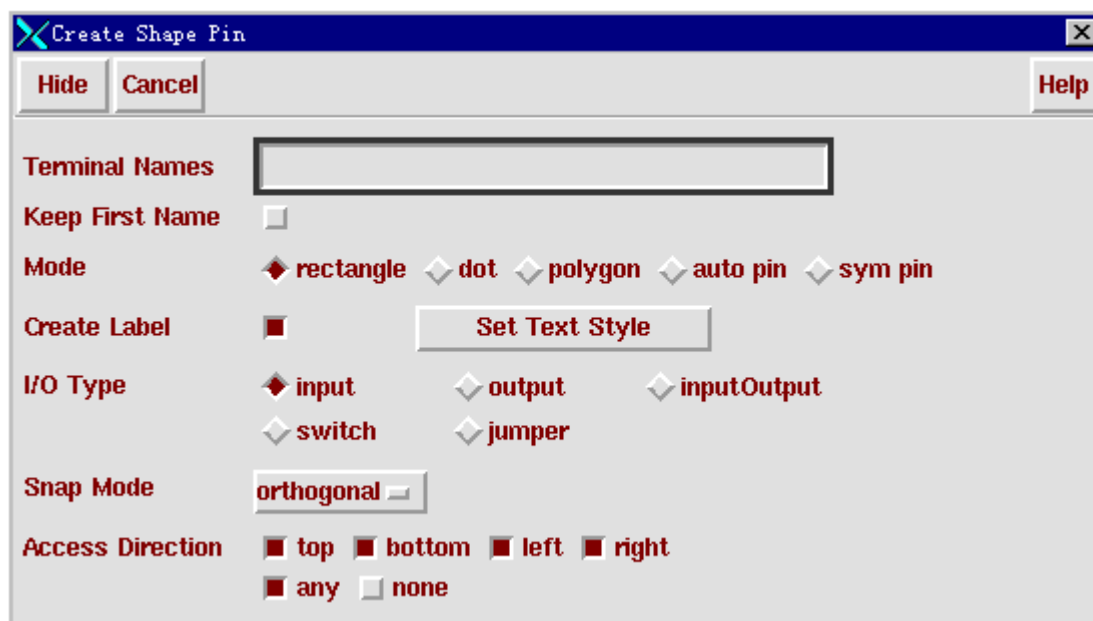 Create Shape Pin
Hide Cancel Help
Terminal Names
Keep First Name
Mode rectangle dot polygon auto pin sym pin
Create Label Set Text Style
I/O Type input output inputOutput
switch jumper
Snap Mode orthogonal
Access Direction top bottom left right
any none